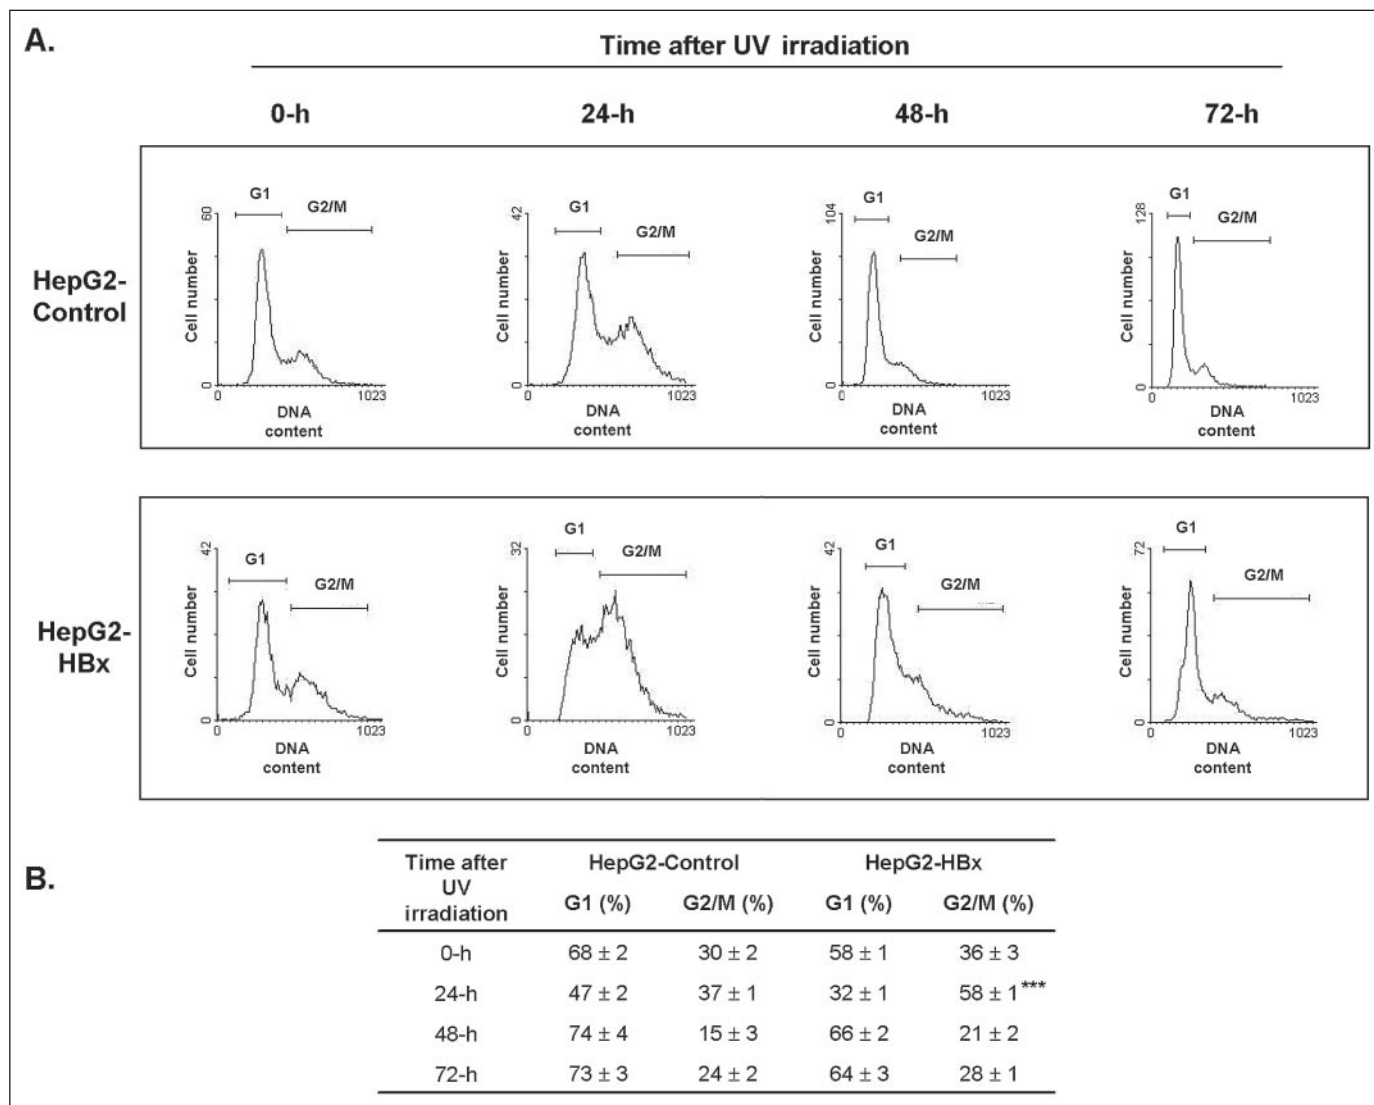 A.
Time after UV irradiation
0-h 24-h 48-h 72-h
HepG2-
Control
60
G1
G2/M
Cell number
0
0 1023
DNA
content
42
G1
G2/M
Cell number
0
0 1023
DNA
content
104
G1
G2/M
Cell number
0
0 1023
DNA
content
128
G1
G2/M
Cell number
0
0 1023
DNA
content
HepG2-
HBx
42
G1
G2/M
Cell number
0
0 1023
DNA
content
32
G1
G2/M
Cell number
0
0 1023
DNA
content
42
G1
G2/M
Cell number
0
0 1023
DNA
content
72
G1
G2/M
Cell number
0
0 1023
DNA
content
B.
Time after
UV
irradiation
HepG2-Control HepG2-HBx
G1 (%) G2/M (%) G1 (%) G2/M (%)
0-h 68 ± 2 30 ± 2 58 ± 1 36 ± 3
24-h 47 ± 2 37 ± 1 32 ± 1 58 ± 1***
48-h 74 ± 4 15 ± 3 66 ± 2 21 ± 2
72-h 73 ± 3 24 ± 2 64 ± 3 28 ± 1